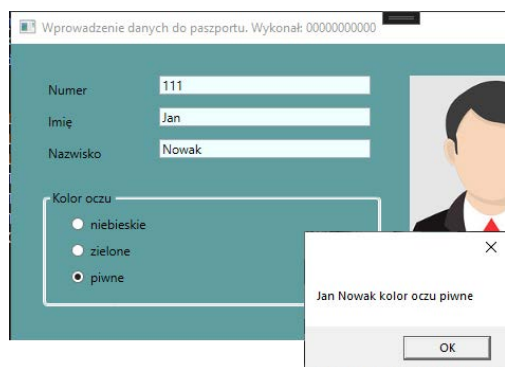 Wprowadzenie danych do paszportu. Wykonał: 00000000000
Numer 111
Imię Jan
Nazwisko Nowak
Kolor oczu
niebieskie
zielone
piwne
Jan Nowak kolor oczu piwne
OK